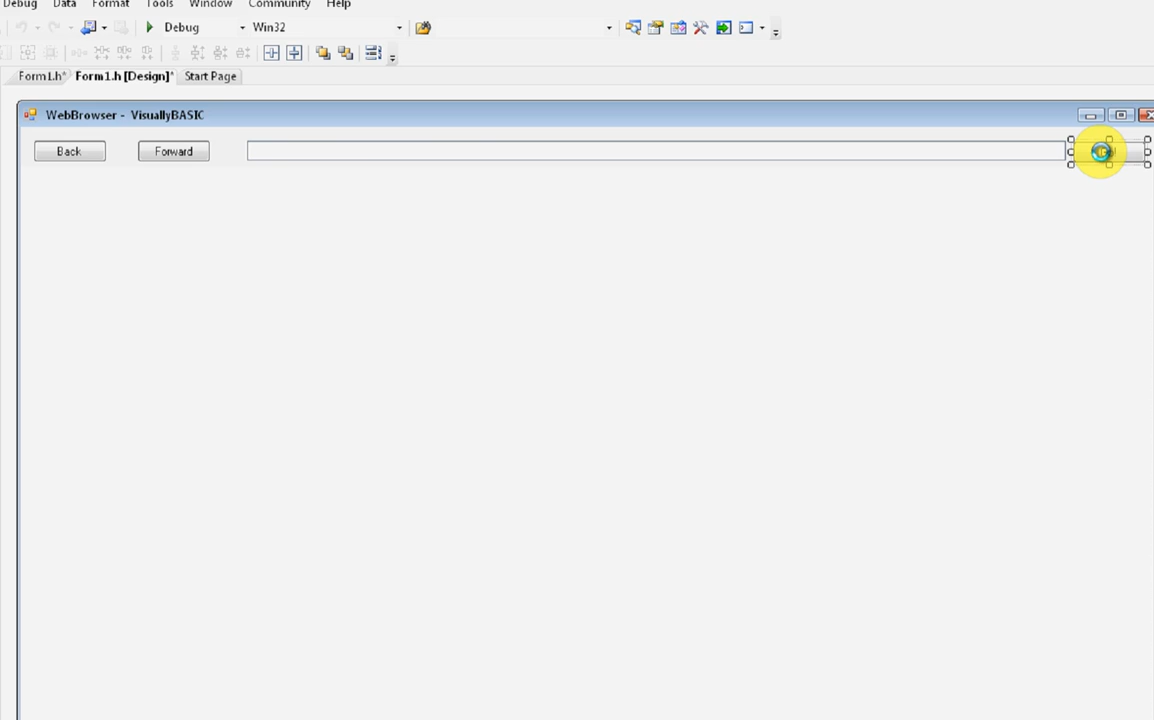 Debug Data Format Tools Window Community Help
Debug Win32
Form1.h* Form1.h [Design]* Start Page
WebBrowser - VisuallyBASIC
Back Forward